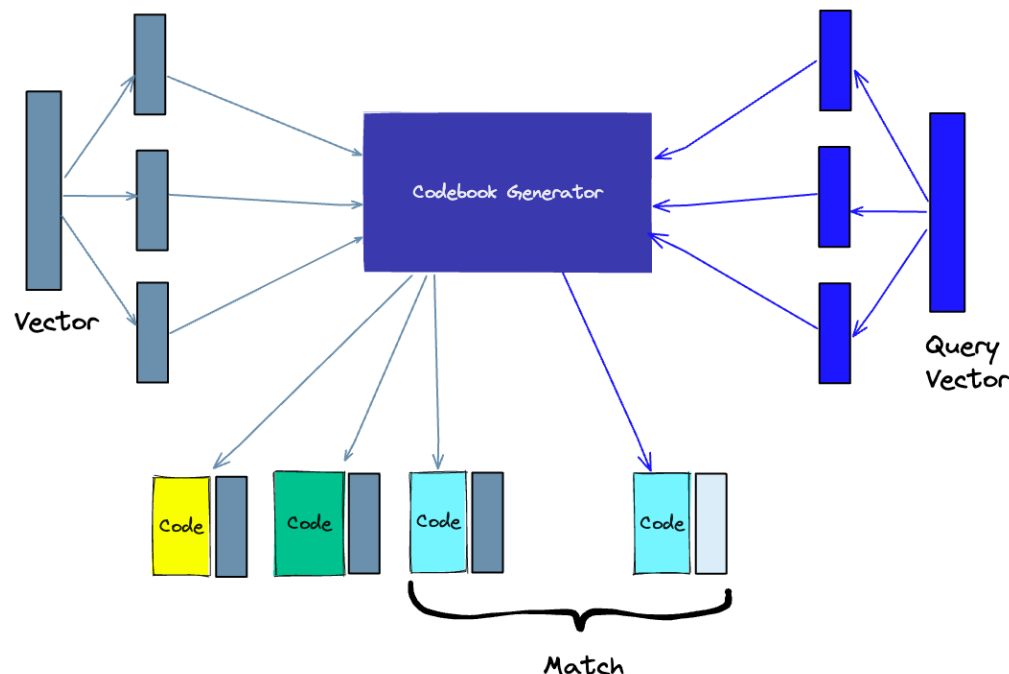 Codebook Generator
Vector
Query
Vector
Code
Code
Code
Code
Match